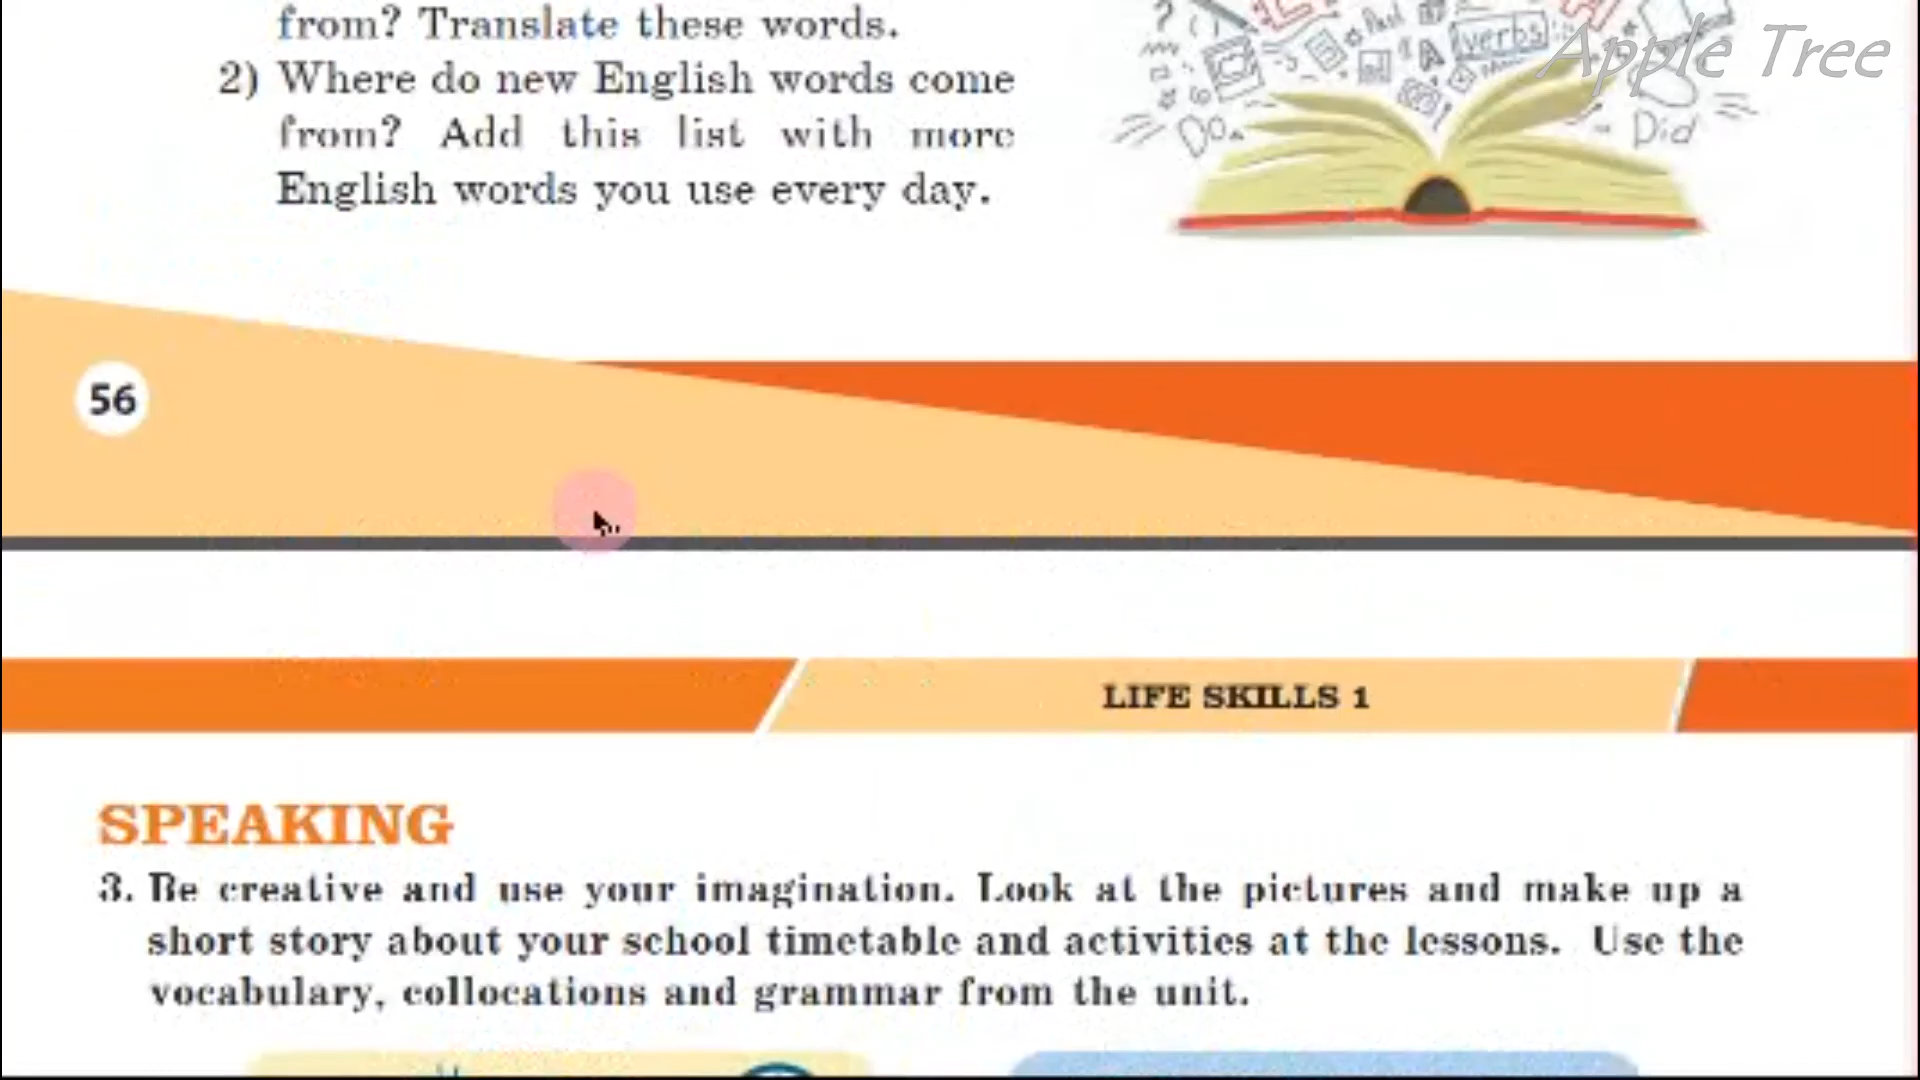 from? Translate these words.
2) Where do new English words come
from? Add this list with more
English words you use every day.
?
Past
A
verbs
Do
Did
Apple Tree
56
LIFE SKILLS 1
SPEAKING
3. Be creative and use your imagination. Look at the pictures and make up a
short story about your school timetable and activities at the lessons. Use the
vocabulary, collocations and grammar from the unit.